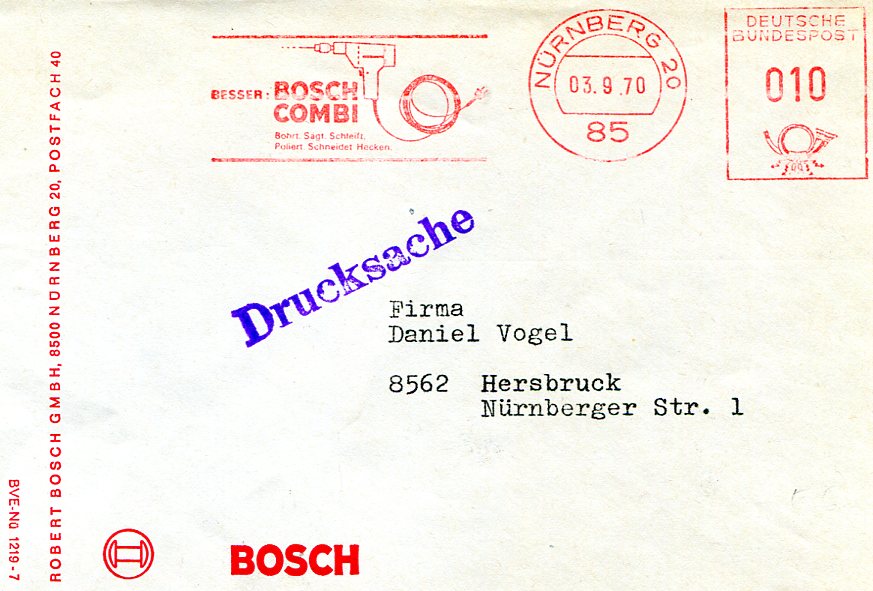 BESSER: BOSCH
COMBI
Bohrt. Sägt. Schleift.
Poliert. Schneidet Hecken.
NÜRNBERG 20
03.9.70
85
DEUTSCHE
BUNDESPOST
010
Drucksache
Firma
Daniel Vogel
8562 Hersbruck
Nürnberger Str. 1
ROBERT BOSCH GMBH, 8500 NÜRNBERG 20, POSTFACH 40
BVE-Nü 1219-7
BOSCH